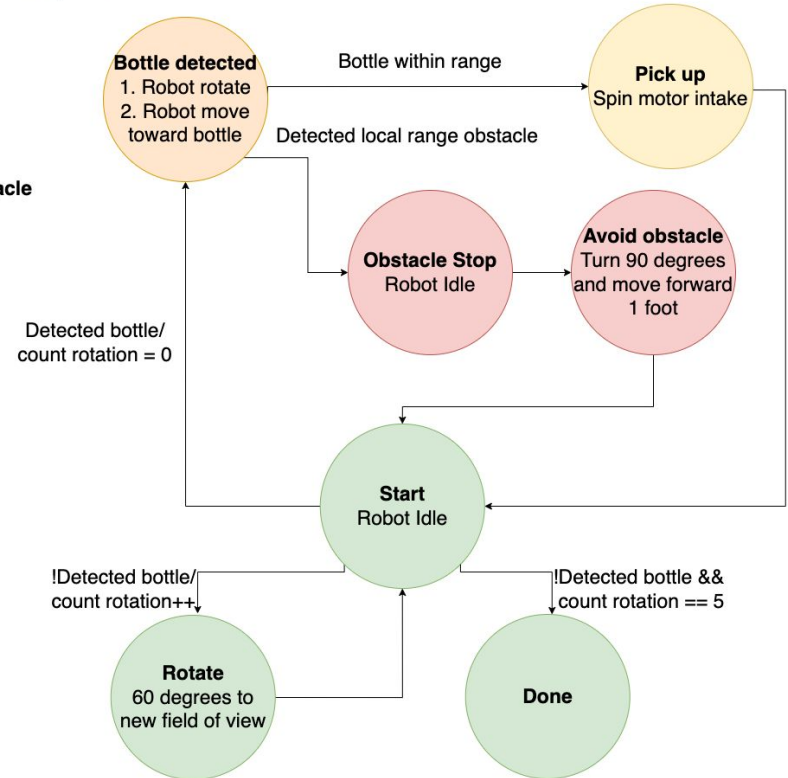 Bottle detected
1. Robot rotate
2. Robot move
toward bottle
Bottle within range
Pick up
Spin motor intake
Detected local range obstacle
acle
Obstacle Stop
Robot Idle
Avoid obstacle
Turn 90 degrees
and move forward
1 foot
Detected bottle/
count rotation = 0
Start
Robot Idle
!Detected bottle/
count rotation++
!Detected bottle &&
count rotation == 5
Rotate
60 degrees to
new field of view
Done